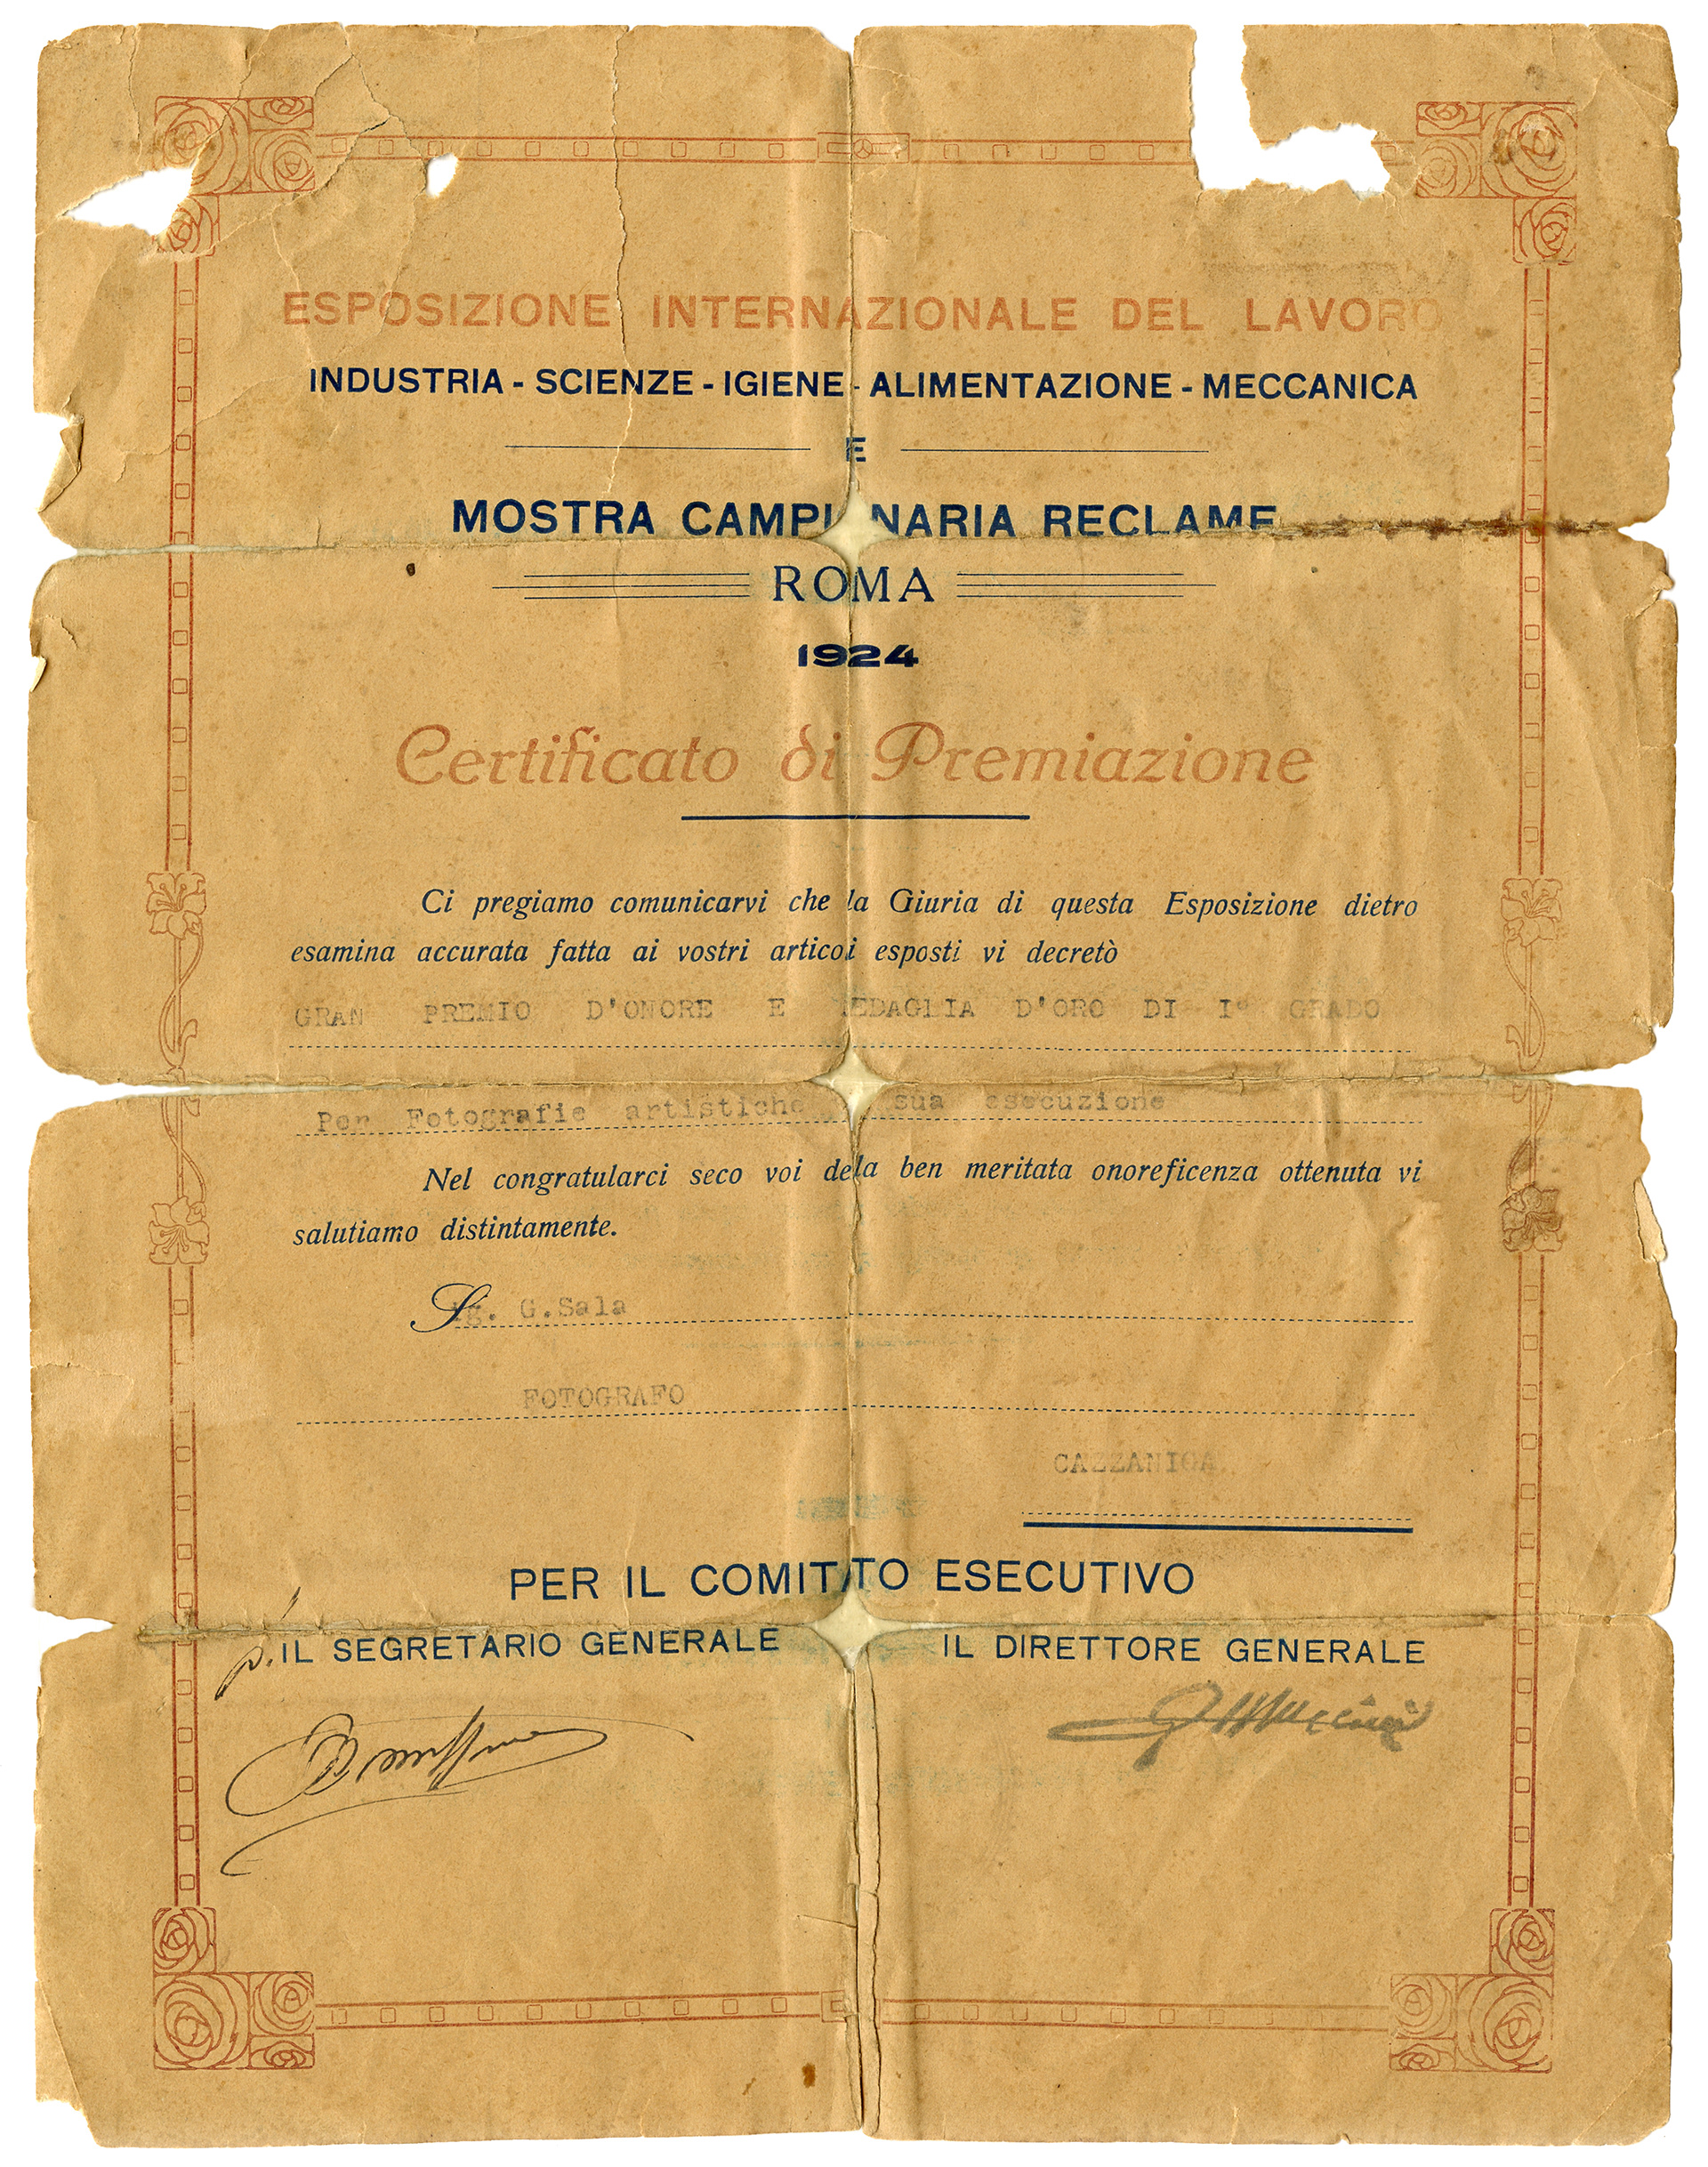 ESPOSIZIONE INTERNAZIONALE DEL LAVORO
INDUSTRIA - SCIENZE - IGIENE - ALIMENTAZIONE - MECCANICA
E
MOSTRA CAMPI NARIA RECLAME
ROMA
1924
Certificato di Premiazione
Ci pregiamo comunicarvi che la Giuria di questa Esposizione dietro
esamina accurata fatta ai vostri articoi esposti vi decretò
GRAN PREMIO D'ONORE E MEDAGLIA D'ORO DI I° GRADO
Per Fotografie artistiche sua esecuzione
Nel congratularci seco voi dela ben meritata onoreficenza ottenuta vi
salutiamo distintamente.
Sig. G.Sala
FOTOGRAFO
CAZZANIGA
PER IL COMITATO ESECUTIVO
p. IL SEGRETARIO GENERALE IL DIRETTORE GENERALE